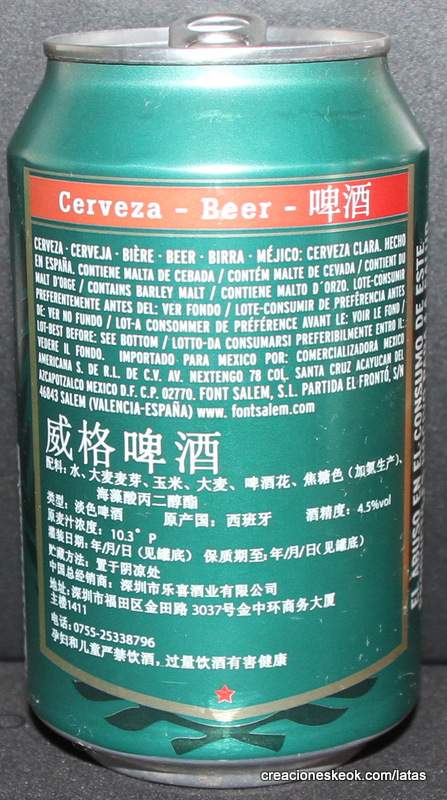 Cerveza - Beer - 啤酒
CERVEZA · CERVEJA · BIÈRE · BEER · BIRRA · MÉJICO: CERVEZA CLARA. HECHO
EN ESPAÑA. CONTIENE MALTA DE CEBADA / CONTÉM MALTE DE CEVADA / CONTIENT DU
MALT D'ORGE / CONTAINS BARLEY MALT / CONTIENE MALTO D´ORZO. LOTE-CONSUMIR
PREFERENTEMENTE ANTES DEL: VER FONDO / LOTE-CONSUMIR DE PREFERÊNCIA ANTES
DE: VER NO FUNDO / LOT-A CONSOMMER DE PRÉFÉRENCE AVANT LE: VOIR LE FOND /
LOT-BEST BEFORE: SEE BOTTOM / LOTTO-DA CONSUMARSI PREFERIBILMENTE ENTRO IL:
VEDERE IL FONDO. IMPORTADO PARA MEXICO POR: COMERCIALIZADORA MEXICO
AMERICANA S. DE R.L. DE C.V. AV. NEXTENGO 78 COL. SANTA CRUZ ACAYUCAN DEL
AZCAPOTZALCO MEXICO D.F. C.P. 02770. FONT SALEM, S.L. PARTIDA EL FRONTÓ, S/N
46843 SALEM (VALENCIA-ESPAÑA) www. fontsalem.com
威格啤酒
配料: 水、大麦麦芽、玉米、大麦、啤酒花、焦糖色（加氨生产）、
海藻酸丙二醇酯
类型: 淡色啤酒 原产国: 西班牙 酒精度: 4.5%vol
原麦汁浓度: 10.3°P
灌装日期: 年/月/日（见罐底） 保质期至: 年/月/日（见罐底）
贮藏方法: 置于阴凉处
中国总经销商: 深圳市乐喜酒业有限公司
地址: 深圳市福田区金田路 3037号金中环商务大厦
主楼1411
电话: 0755-25338796
孕妇和儿童严禁饮酒, 过量饮酒有害健康
EL ABUSO EN EL CONSUMO DE ESTE
creacioneskeok.com/latas